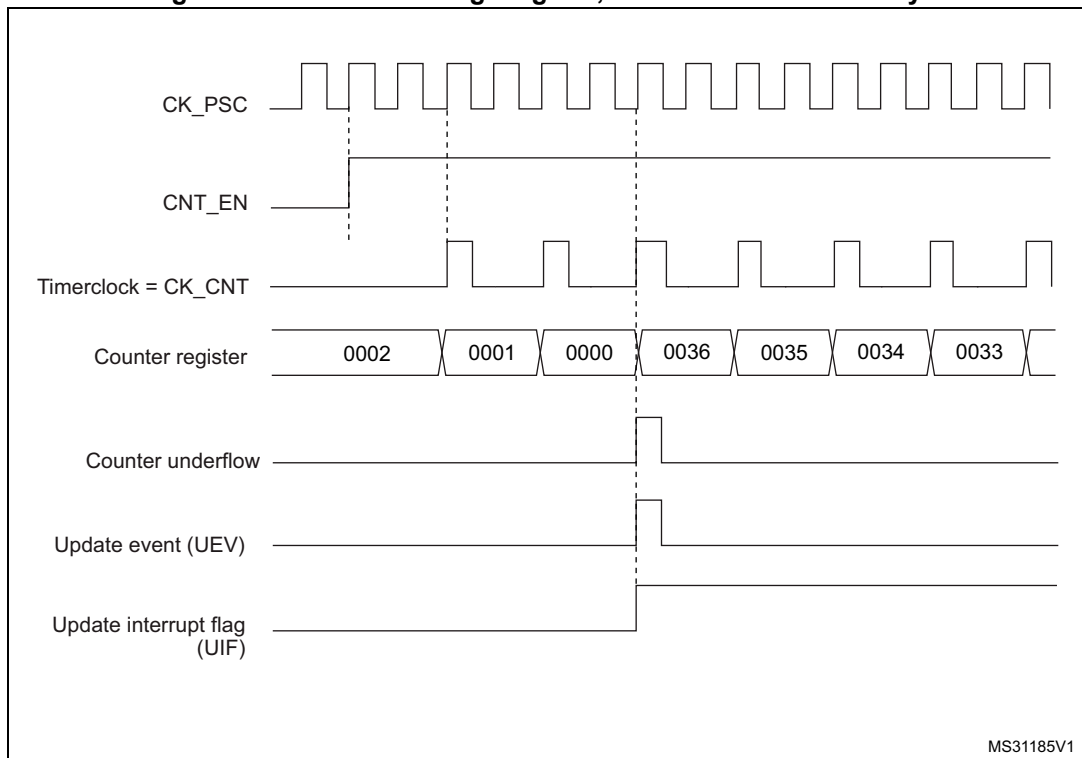 CK_PSC
CNT_EN
Timerclock = CK_CNT
Counter register
0002 0001 0000 0036 0035 0034 0033
Counter underflow
Update event (UEV)
Update interrupt flag
(UIF)
MS31185V1